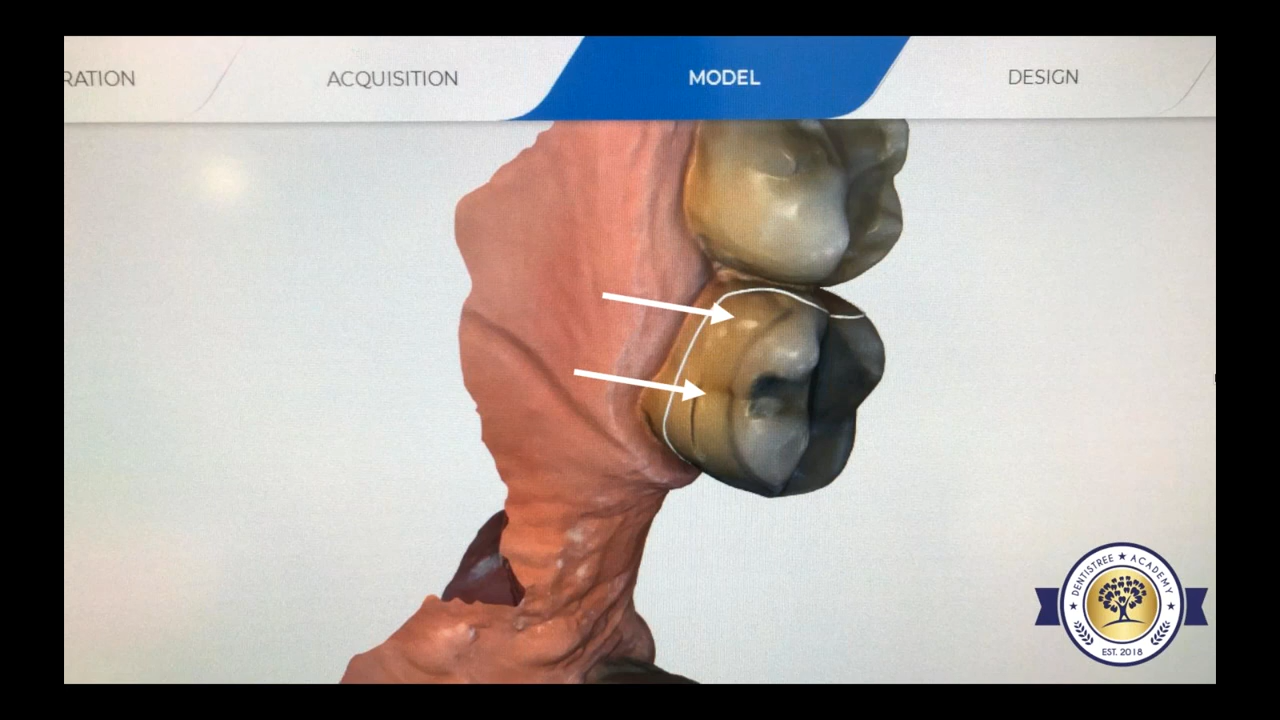 RATION
ACQUISITION
MODEL
DESIGN
DENTISTREE ★ ACADEMY
EST. 2018